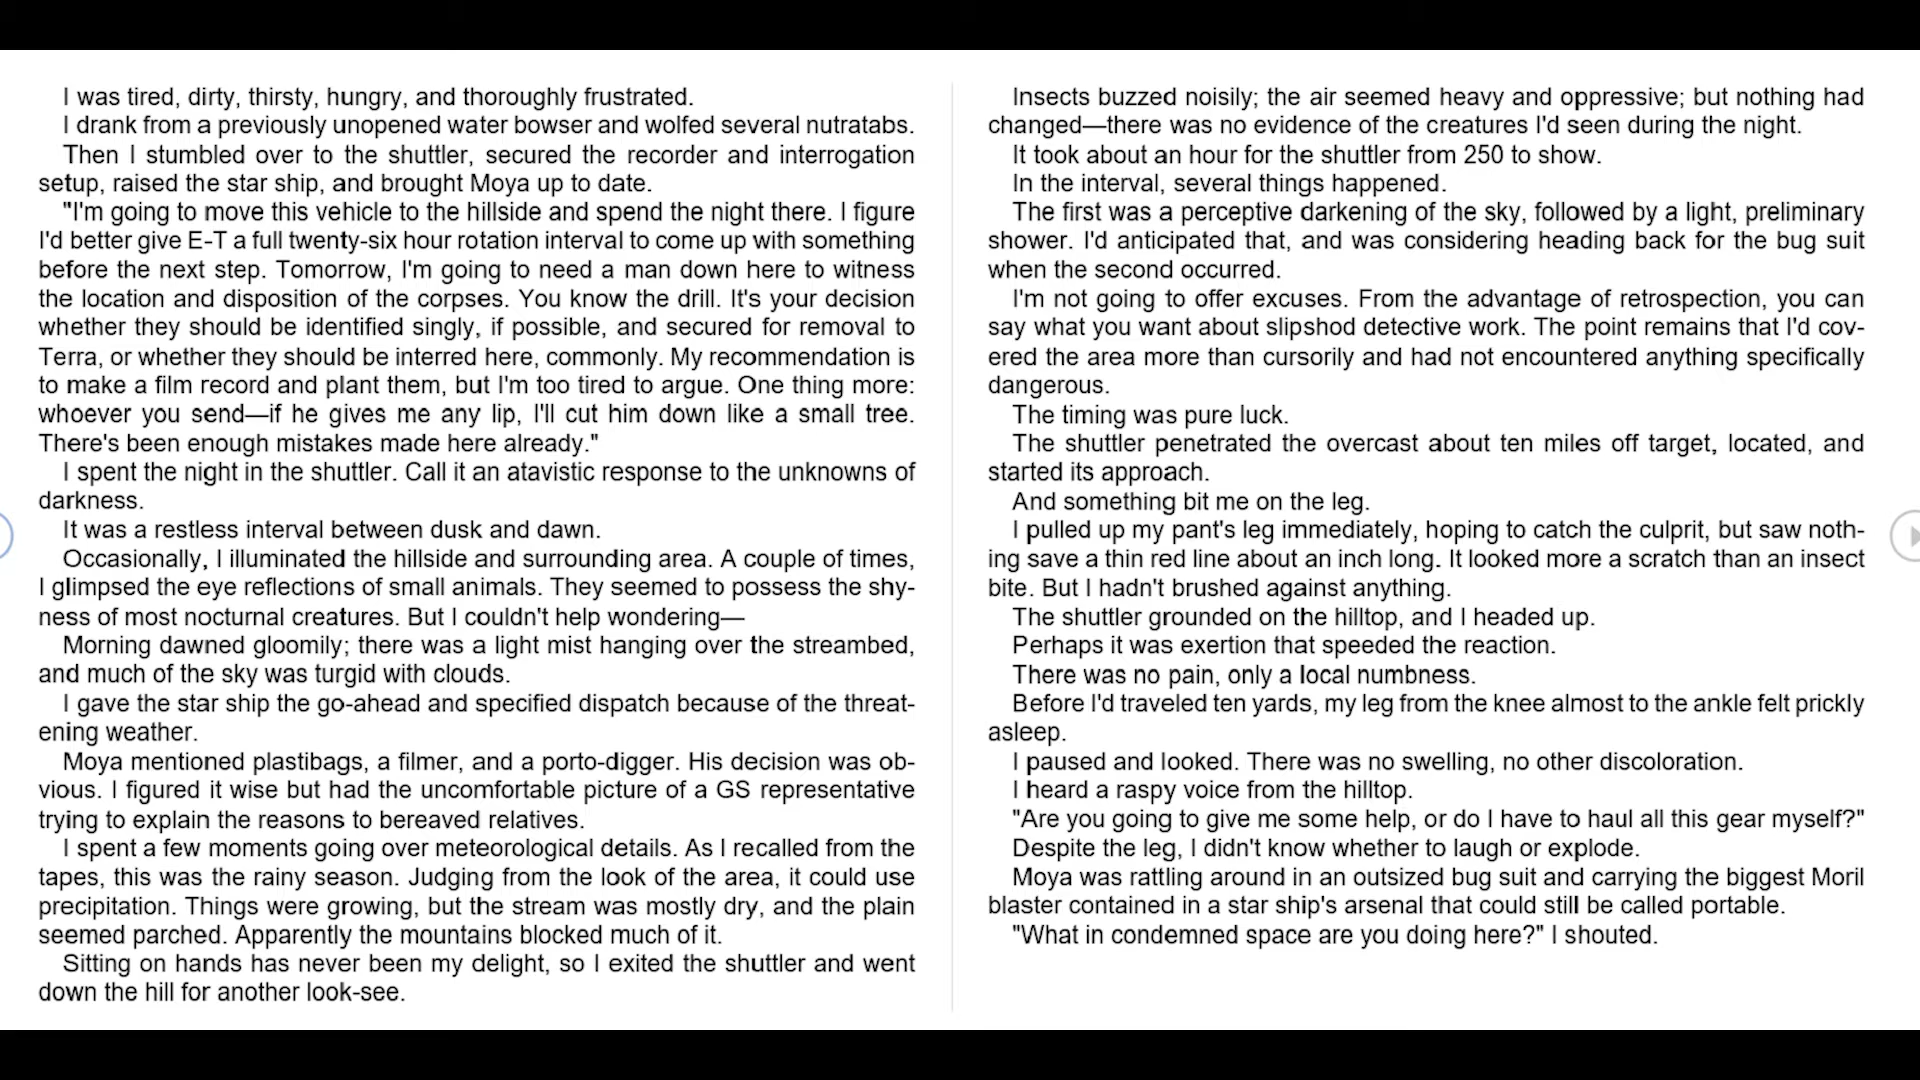 I was tired, dirty, thirsty, hungry, and thoroughly frustrated.
I drank from a previously unopened water bowser and wolfed several nutratabs.
Then I stumbled over to the shuttler, secured the recorder and interrogation
setup, raised the star ship, and brought Moya up to date.
"I'm going to move this vehicle to the hillside and spend the night there. I figure
I'd better give E-T a full twenty-six hour rotation interval to come up with something
before the next step. Tomorrow, I'm going to need a man down here to witness
the location and disposition of the corpses. You know the drill. It's your decision
whether they should be identified singly, if possible, and secured for removal to
Terra, or whether they should be interred here, commonly. My recommendation is
to make a film record and plant them, but I'm too tired to argue. One thing more:
whoever you send—if he gives me any lip, I'll cut him down like a small tree.
There's been enough mistakes made here already."
I spent the night in the shuttler. Call it an atavistic response to the unknowns of
darkness.
It was a restless interval between dusk and dawn.
Occasionally, I illuminated the hillside and surrounding area. A couple of times,
I glimpsed the eye reflections of small animals. They seemed to possess the shy-
ness of most nocturnal creatures. But I couldn't help wondering—
Morning dawned gloomily; there was a light mist hanging over the streambed,
and much of the sky was turgid with clouds.
I gave the star ship the go-ahead and specified dispatch because of the threat-
ening weather.
Moya mentioned plastibags, a filmer, and a porto-digger. His decision was ob-
vious. I figured it wise but had the uncomfortable picture of a GS representative
trying to explain the reasons to bereaved relatives.
I spent a few moments going over meteorological details. As I recalled from the
tapes, this was the rainy season. Judging from the look of the area, it could use
precipitation. Things were growing, but the stream was mostly dry, and the plain
seemed parched. Apparently the mountains blocked much of it.
Sitting on hands has never been my delight, so I exited the shuttler and went
down the hill for another look-see.
Insects buzzed noisily; the air seemed heavy and oppressive; but nothing had
changed—there was no evidence of the creatures I'd seen during the night.
It took about an hour for the shuttler from 250 to show.
In the interval, several things happened.
The first was a perceptive darkening of the sky, followed by a light, preliminary
shower. I'd anticipated that, and was considering heading back for the bug suit
when the second occurred.
I'm not going to offer excuses. From the advantage of retrospection, you can
say what you want about slipshod detective work. The point remains that I'd cov-
ered the area more than cursorily and had not encountered anything specifically
dangerous.
The timing was pure luck.
The shuttler penetrated the overcast about ten miles off target, located, and
started its approach.
And something bit me on the leg.
I pulled up my pant's leg immediately, hoping to catch the culprit, but saw noth-
ing save a thin red line about an inch long. It looked more a scratch than an insect
bite. But I hadn't brushed against anything.
The shuttler grounded on the hilltop, and I headed up.
Perhaps it was exertion that speeded the reaction.
There was no pain, only a local numbness.
Before I'd traveled ten yards, my leg from the knee almost to the ankle felt prickly
asleep.
I paused and looked. There was no swelling, no other discoloration.
I heard a raspy voice from the hilltop.
"Are you going to give me some help, or do I have to haul all this gear myself?"
Despite the leg, I didn't know whether to laugh or explode.
Moya was rattling around in an outsized bug suit and carrying the biggest Moril
blaster contained in a star ship's arsenal that could still be called portable.
"What in condemned space are you doing here?" I shouted.